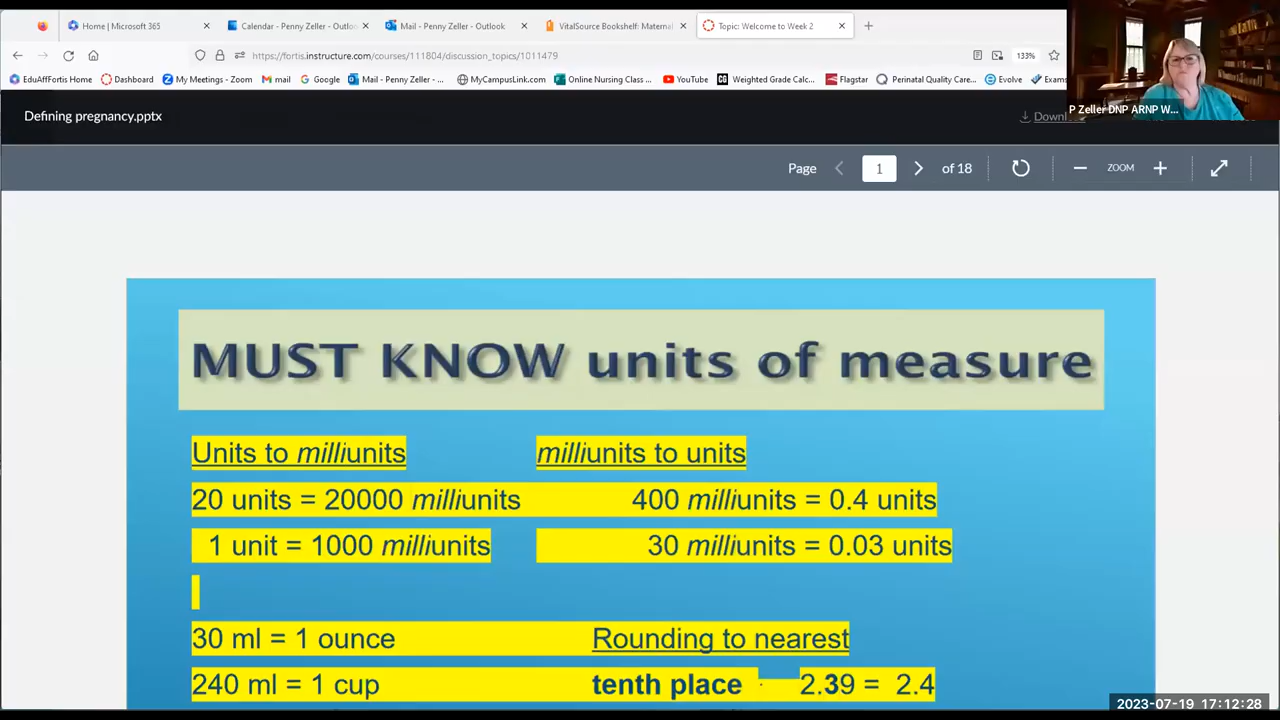 Home | Microsoft 365
Calendar - Penny Zeller - Outlo
Mail - Penny Zeller - Outlook
VitalSource Bookshelf: Maternal
Topic: Welcome to Week 2
https://fortis.instructure.com/courses/111804/discussion_topics/1011479
133%
EduAffFortis Home
Dashboard
My Meetings - Zoom
mail
Google
Mail - Penny Zeller - ...
MyCampusLink.com
Online Nursing Class ...
YouTube
Weighted Grade Calc...
Flagstar
Perinatal Quality Care...
Evolve
Exams
P Zeller DNP ARNP W...
Defining pregnancy.pptx
Downl
Page
1
of 18
ZOOM
MUST KNOW units of measure
Units to milliunits milliunits to units
20 units = 20000 milliunits 400 milliunits = 0.4 units
1 unit = 1000 milliunits 30 milliunits = 0.03 units
30 ml = 1 ounce Rounding to nearest
240 ml = 1 cup tenth place 2.39 = 2.4
2023-07-19 17:12:28